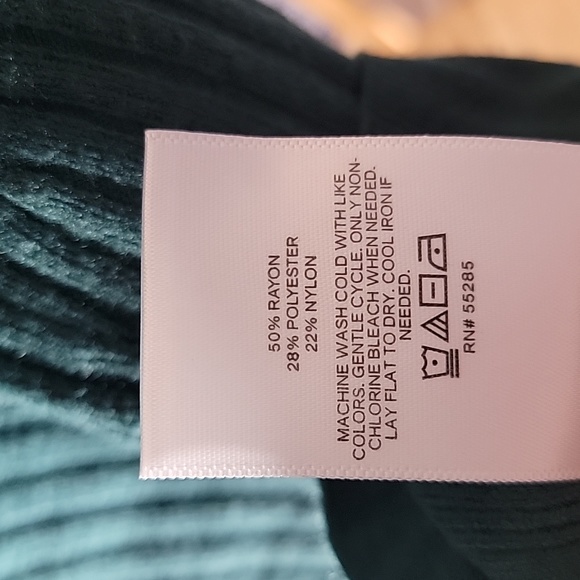 50% RAYON
28% POLYESTER
22% NYLON
MACHINE WASH COLD WITH LIKE
COLORS. GENTLE CYCLE. ONLY NON-
CHLORINE BLEACH WHEN NEEDED.
LAY FLAT TO DRY. COOL IRON IF
NEEDED.
RN# 55285